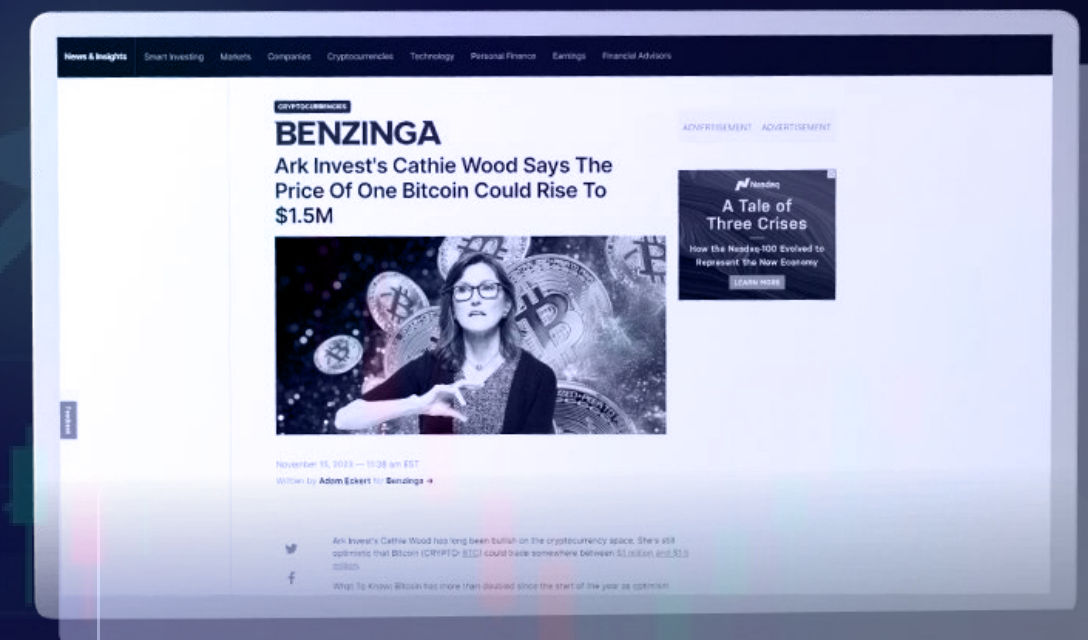 News & Insights Smart Investing Markets Companies Cryptocurrencies Technology Personal Finance Earnings Financial Advisors
CRYPTOCURRENCIES
BENZINGA
Ark Invest's Cathie Wood Says The
Price Of One Bitcoin Could Rise To
$1.5M
ADVERTISEMENT ADVERTISEMENT
Nasdaq
A Tale of
Three Crises
How the Nasdaq-100 Evolved to
Represent the New Economy
LEARN MORE
Feedback
November 15, 2023 — 11:38 am EST
Written by Adam Eckert for Benzinga →
Ark Invest's Cathie Wood has long been bullish on the cryptocurrency space. She's still
optimistic that Bitcoin (CRYPTO: BTC) could trade somewhere between $1 million and
million.
What To Know: Bitcoin has more than doubled since the start of the year as optimism